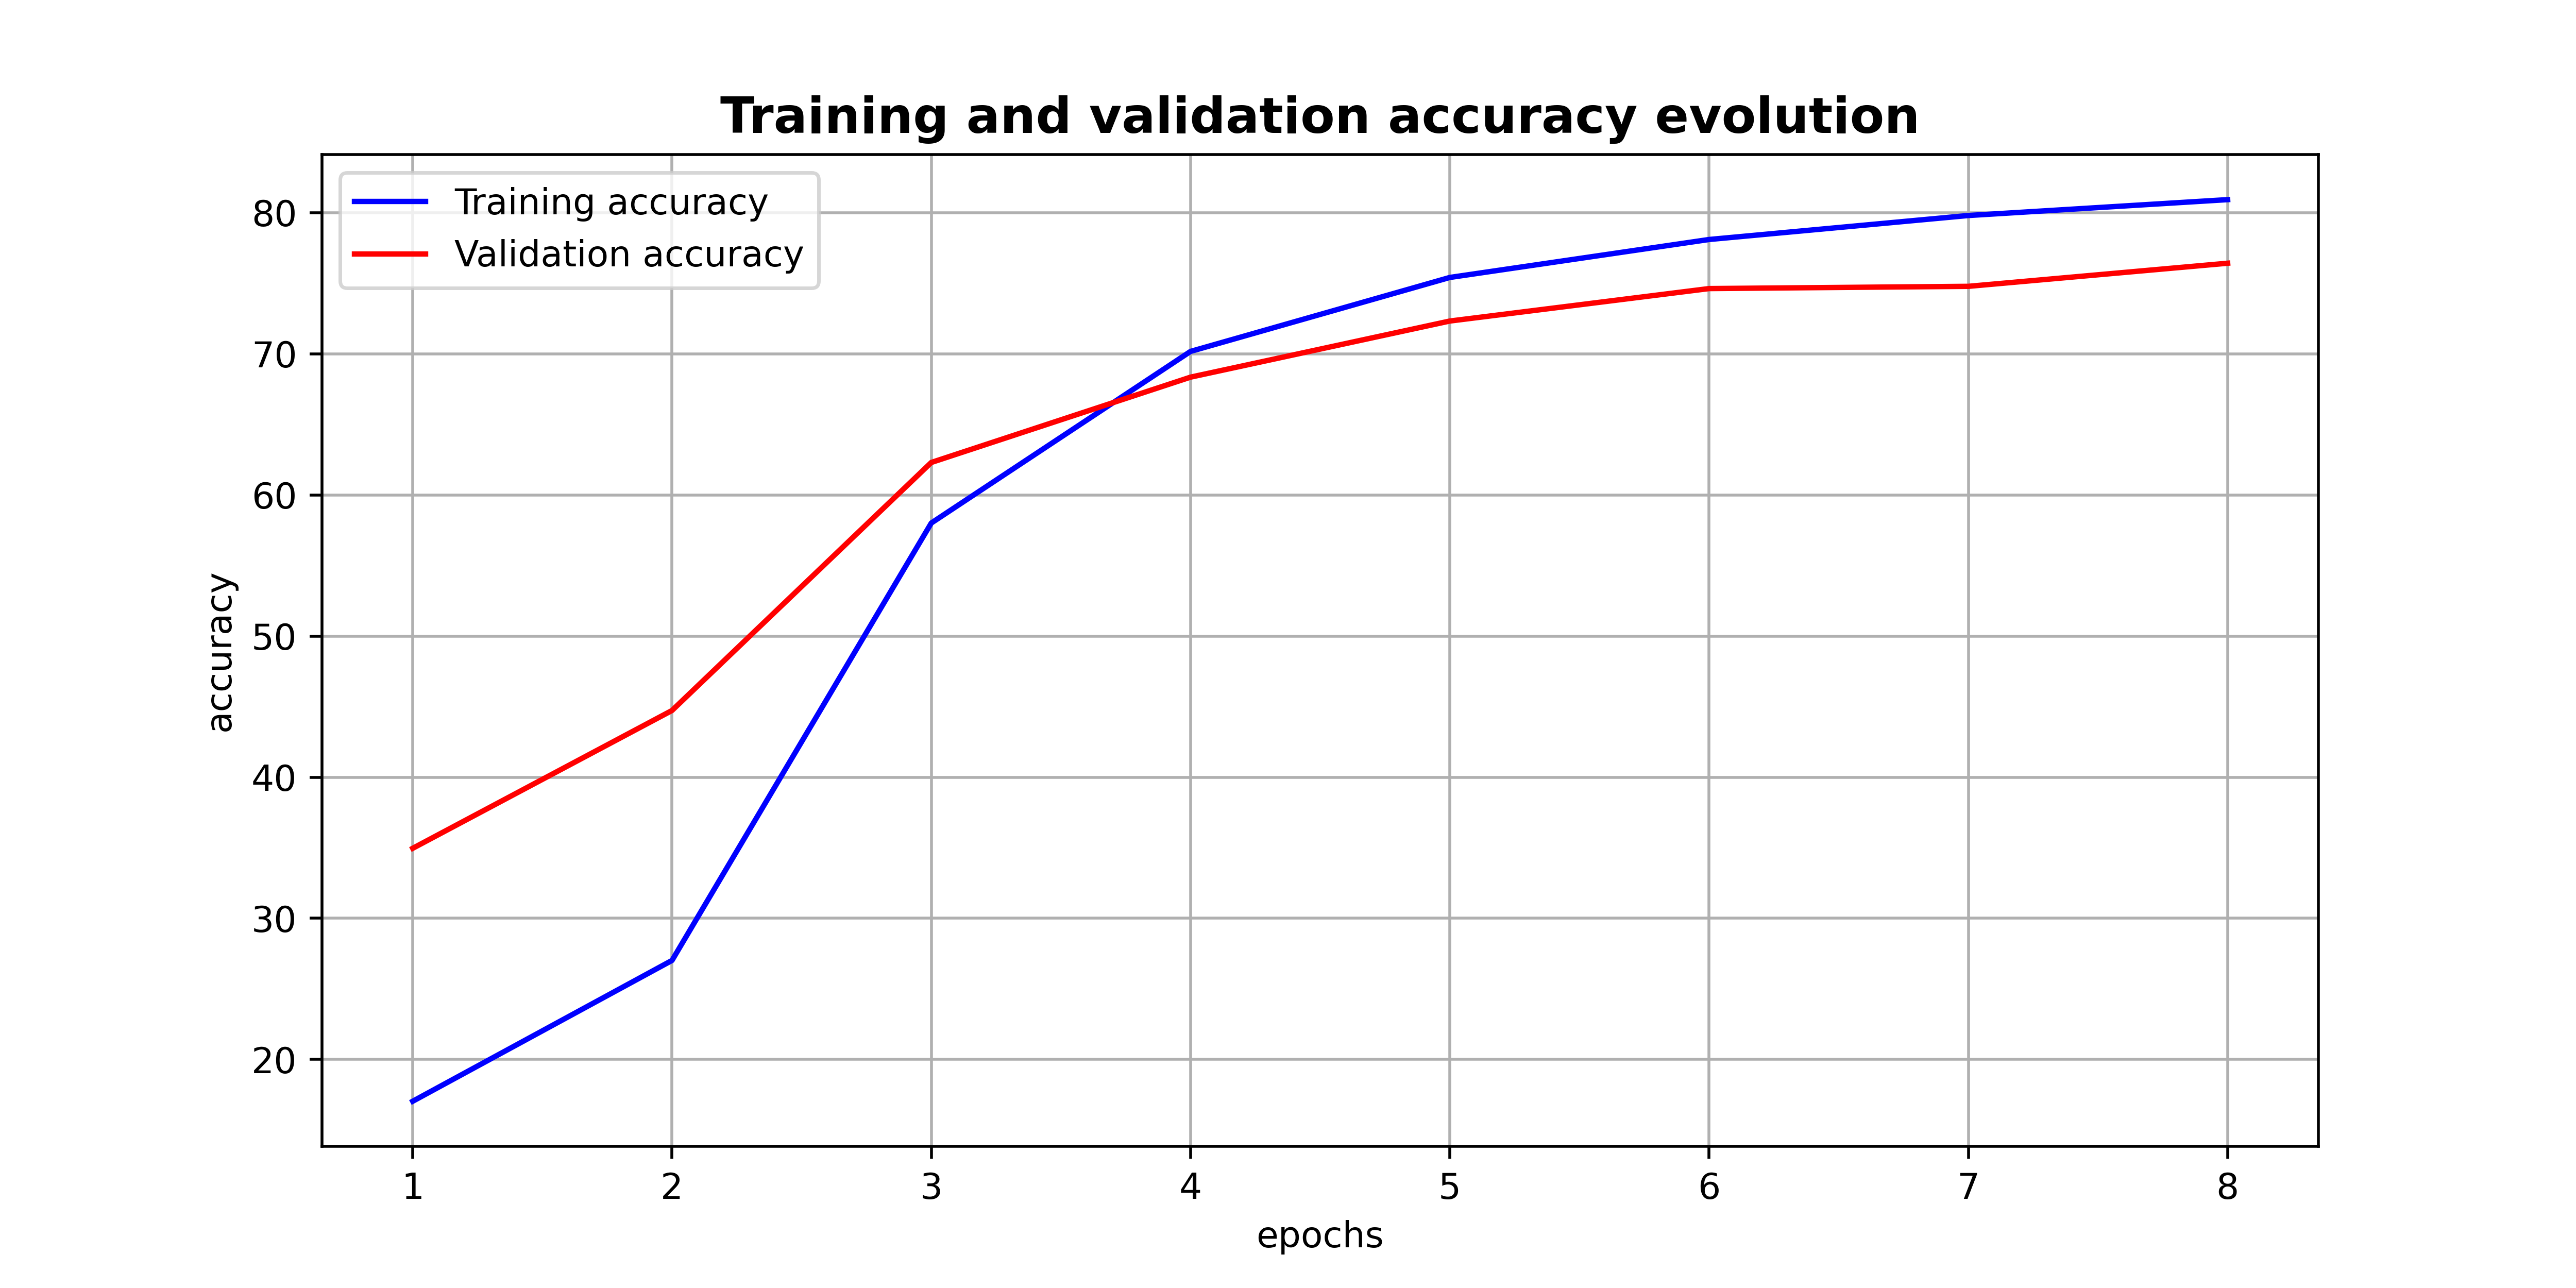 Training and validation accuracy evolution
Training accuracy
Validation accuracy
80
70
60
50
40
30
20
accuracy
1 2 3 4 5 6 7 8
epochs